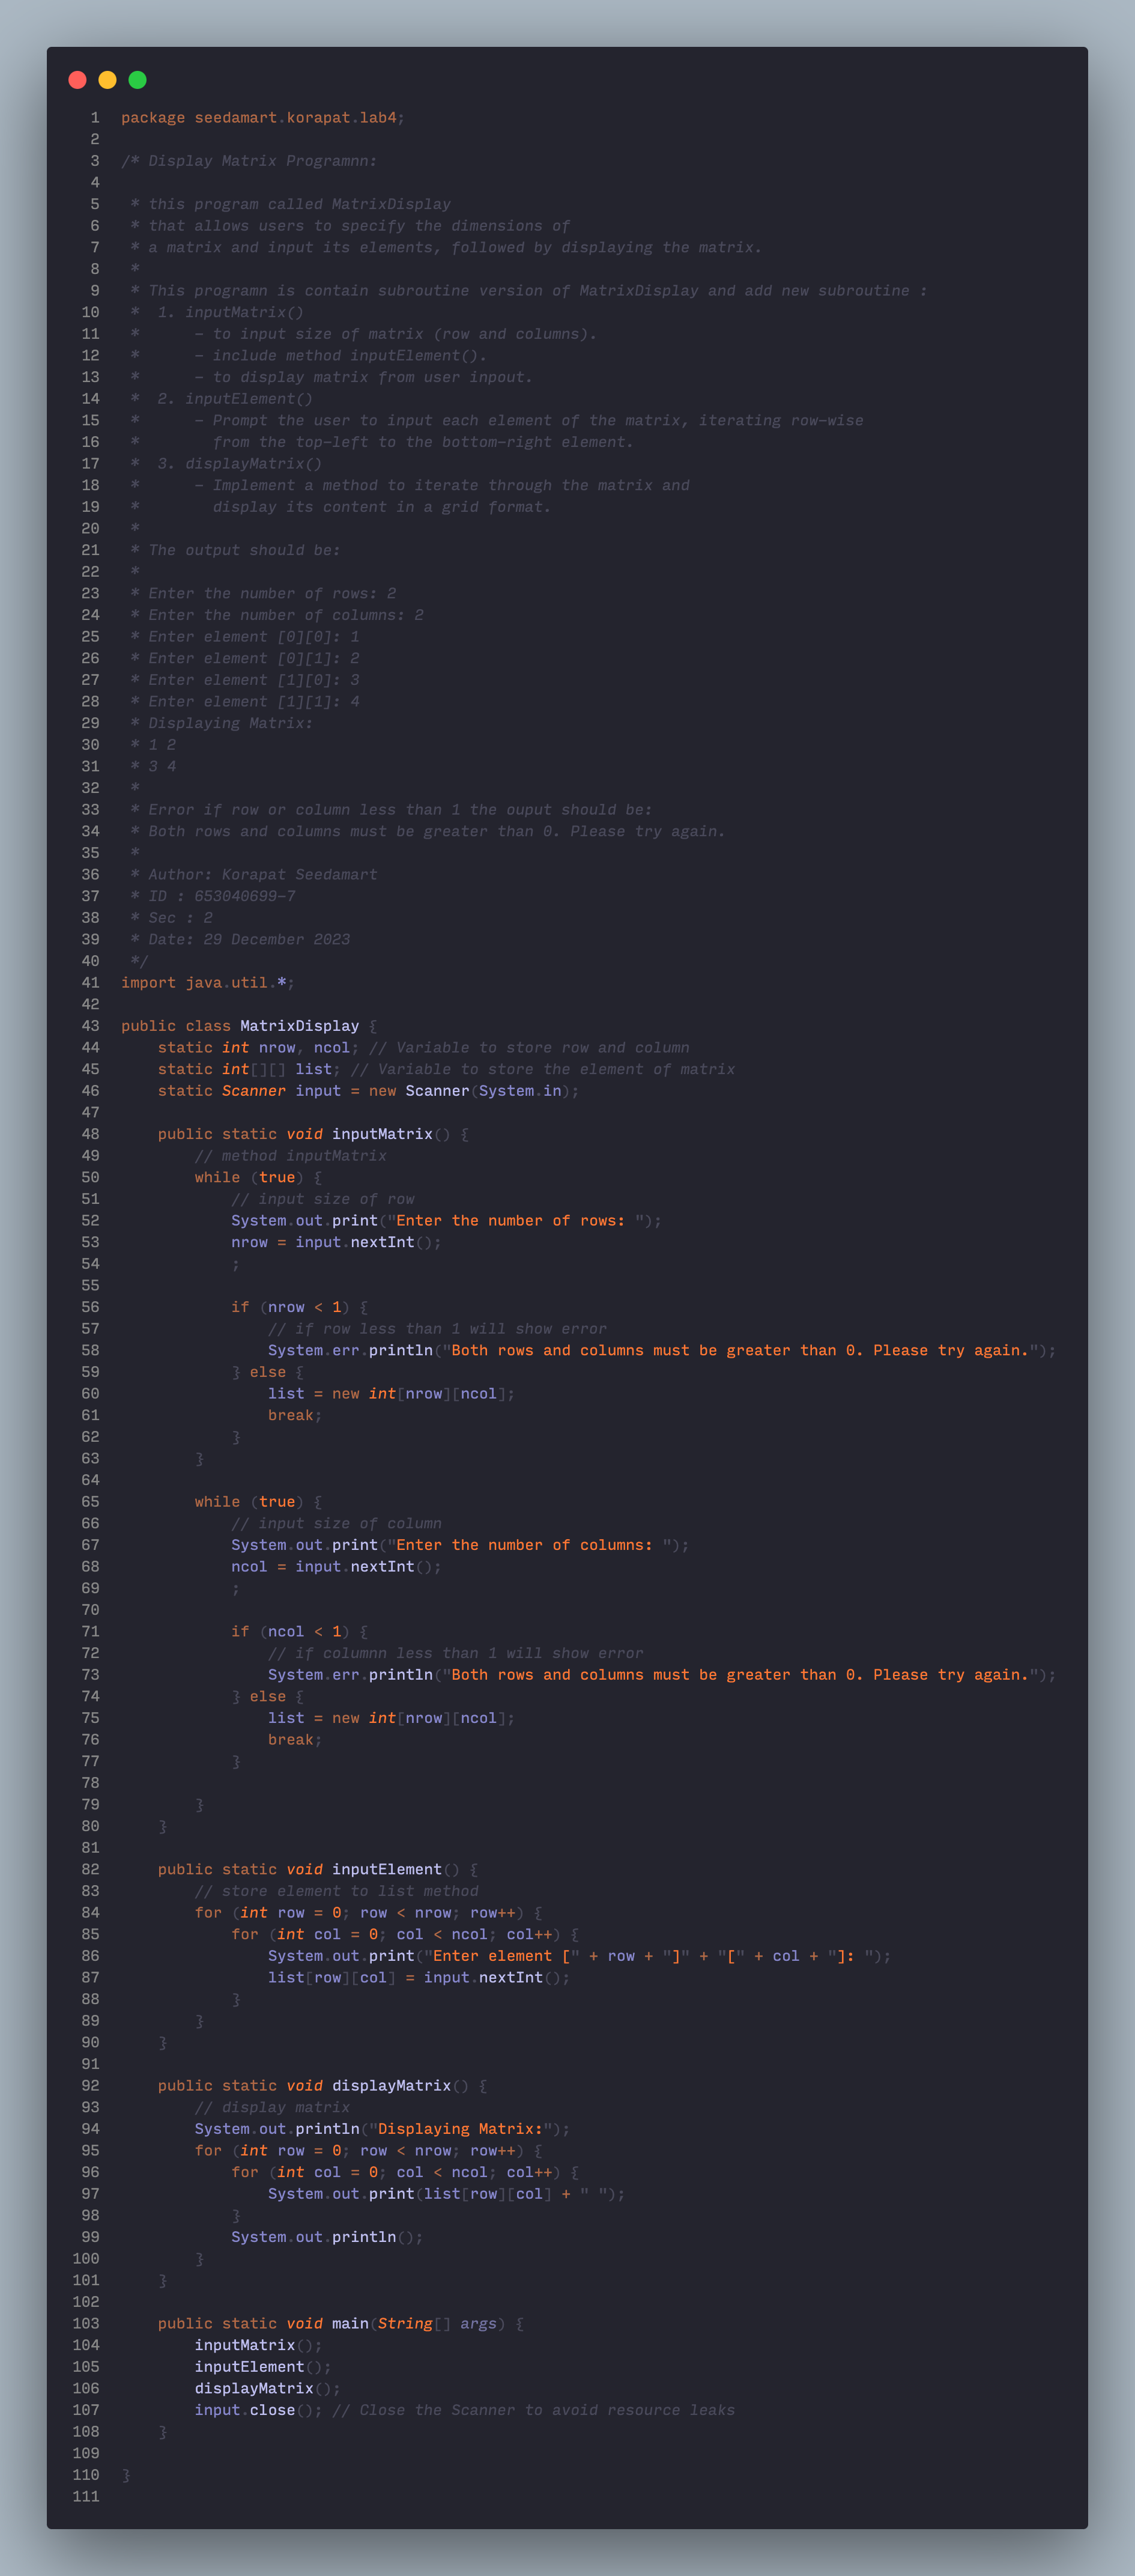 1 package seedamart.korapat.lab4;
2
3 /* Display Matrix Programnn:
4
5  * this program called MatrixDisplay
6  * that allows users to specify the dimensions of
7  * a matrix and input its elements, followed by displaying the matrix.
8  *
9  * This programn is contain subroutine version of MatrixDisplay and add new subroutine :
10  *  1. inputMatrix()
11  *      - to input size of matrix (row and columns).
12  *      - include method inputElement().
13  *      - to display matrix from user inpout.
14  *  2. inputElement()
15  *      - Prompt the user to input each element of the matrix, iterating row-wise
16  *        from the top-left to the bottom-right element.
17  *  3. displayMatrix()
18  *      - Implement a method to iterate through the matrix and
19  *        display its content in a grid format.
20  *
21  * The output should be:
22  *
23  * Enter the number of rows: 2
24  * Enter the number of columns: 2
25  * Enter element [0][0]: 1
26  * Enter element [0][1]: 2
27  * Enter element [1][0]: 3
28  * Enter element [1][1]: 4
29  * Displaying Matrix:
30  * 1 2
31  * 3 4
32  *
33  * Error if row or column less than 1 the ouput should be:
34  * Both rows and columns must be greater than 0. Please try again.
35  *
36  * Author: Korapat Seedamart
37  * ID : 653040699-7
38  * Sec : 2
39  * Date: 29 December 2023
40  */
41 import java.util.*;
42
43 public class MatrixDisplay {
44     static int nrow, ncol; // Variable to store row and column
45     static int[][] list; // Variable to store the element of matrix
46     static Scanner input = new Scanner(System.in);
47
48     public static void inputMatrix() {
49         // method inputMatrix
50         while (true) {
51             // input size of row
52             System.out.print("Enter the number of rows: ");
53             nrow = input.nextInt();
54             ;
55
56             if (nrow < 1) {
57                 // if row less than 1 will show error
58                 System.err.println("Both rows and columns must be greater than 0. Please try again.");
59             } else {
60                 list = new int[nrow][ncol];
61                 break;
62             }
63         }
64
65         while (true) {
66             // input size of column
67             System.out.print("Enter the number of columns: ");
68             ncol = input.nextInt();
69             ;
70
71             if (ncol < 1) {
72                 // if columnn less than 1 will show error
73                 System.err.println("Both rows and columns must be greater than 0. Please try again.");
74             } else {
75                 list = new int[nrow][ncol];
76                 break;
77             }
78
79         }
80     }
81
82     public static void inputElement() {
83         // store element to list method
84         for (int row = 0; row < nrow; row++) {
85             for (int col = 0; col < ncol; col++) {
86                 System.out.print("Enter element [" + row + "]" + "[" + col + "]: ");
87                 list[row][col] = input.nextInt();
88             }
89         }
90     }
91
92     public static void displayMatrix() {
93         // display matrix
94         System.out.println("Displaying Matrix:");
95         for (int row = 0; row < nrow; row++) {
96             for (int col = 0; col < ncol; col++) {
97                 System.out.print(list[row][col] + " ");
98             }
99             System.out.println();
100         }
101     }
102
103     public static void main(String[] args) {
104         inputMatrix();
105         inputElement();
106         displayMatrix();
107         input.close(); // Close the Scanner to avoid resource leaks
108     }
109
110 }
111